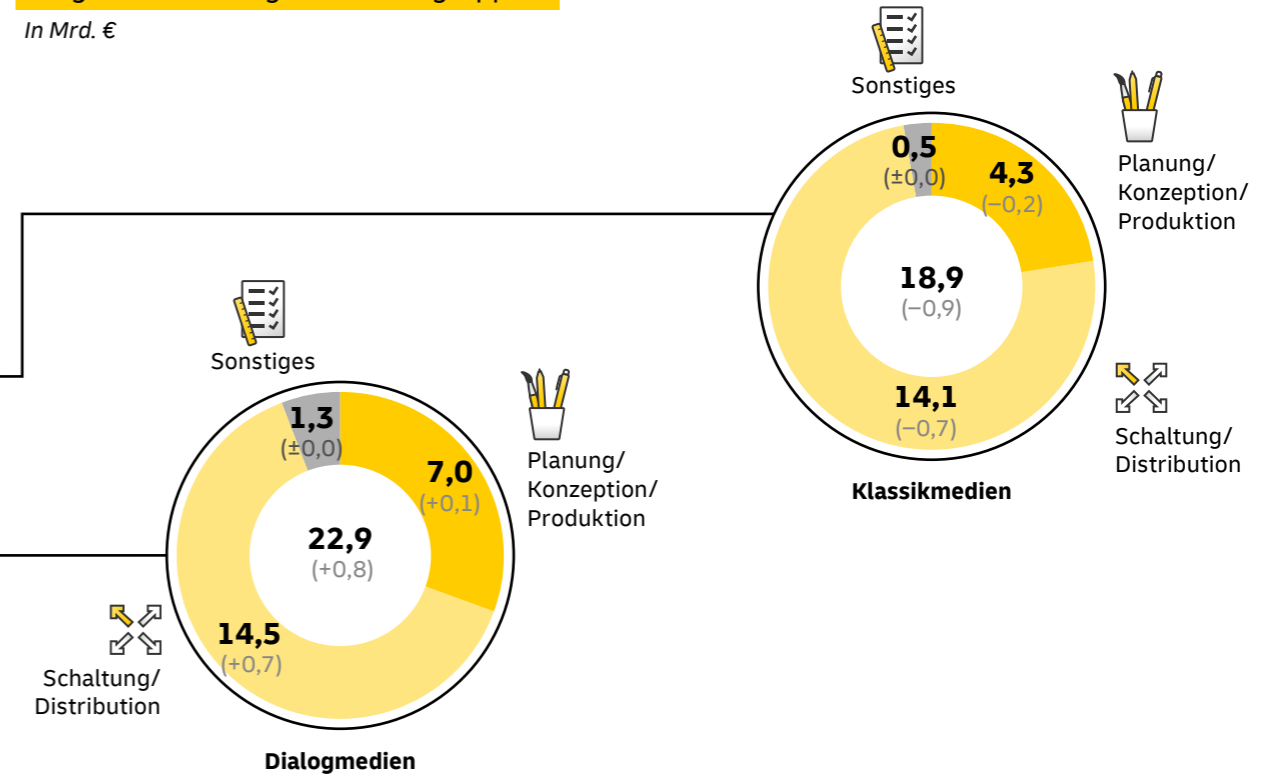 In Mrd. €
Sonstiges
0,5
(±0,0)
4,3
(−0,2)
Planung/
Konzeption/
Produktion
18,9
(−0,9)
14,1
(−0,7)
Schaltung/
Distribution
Klassikmedien
Sonstiges
1,3
(±0,0)
7,0
(+0,1)
Planung/
Konzeption/
Produktion
22,9
(+0,8)
14,5
(+0,7)
Schaltung/
Distribution
Dialogmedien